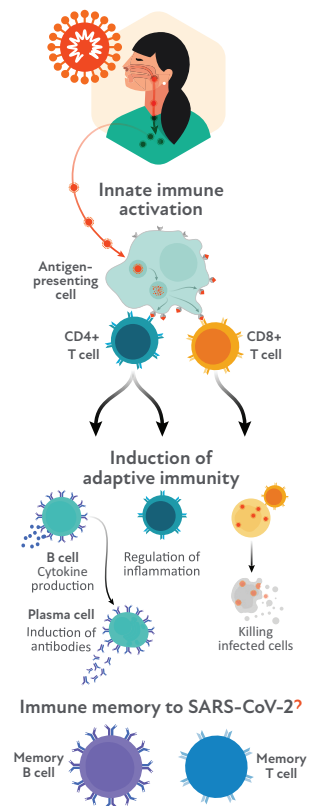 Innate immune
activation
Antigen-
presenting
cell
CD4+
T cell
CD8+
T cell
Induction of
adaptive immunity
B cell
Cytokine
production
Regulation of
inflammation
Plasma cell
Induction of
antibodies
Killing
infected cells
Immune memory to SARS-CoV-2?
Memory
B cell
Memory
T cell